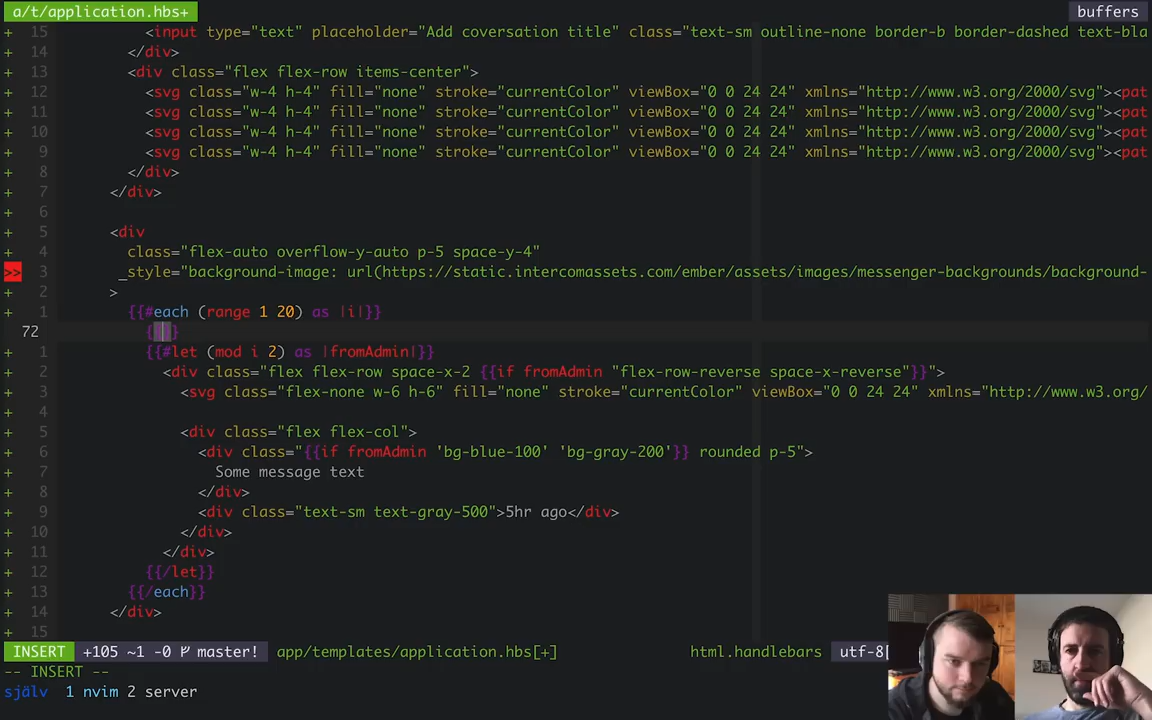 a/t/application.hbs+ buffers
+ 15 <input type="text" placeholder="Add coversation title" class="text-sm outline-none border-b border-dashed text-bla
+ 14 </div>
+ 13 <div class="flex flex-row items-center">
+ 12 <svg class="w-4 h-4" fill="none" stroke="currentColor" viewBox="0 0 24 24" xmlns="http://www.w3.org/2000/svg"><pat
+ 11 <svg class="w-4 h-4" fill="none" stroke="currentColor" viewBox="0 0 24 24" xmlns="http://www.w3.org/2000/svg"><pat
+ 10 <svg class="w-4 h-4" fill="none" stroke="currentColor" viewBox="0 0 24 24" xmlns="http://www.w3.org/2000/svg"><pat
+ 9 <svg class="w-4 h-4" fill="none" stroke="currentColor" viewBox="0 0 24 24" xmlns="http://www.w3.org/2000/svg"><pat
+ 8 </div>
+ 7 </div>
+ 6
+ 5 <div
+ 4 class="flex-auto overflow-y-auto p-5 space-y-4"
>> 3 _style="background-image: url(https://static.intercomassets.com/ember/assets/images/messenger-backgrounds/background-
+ 2 >
+ 1 {{#each (range 1 20) as |i|}}
72 {{}}
+ 1 {{#let (mod i 2) as |fromAdmin|}}
+ 2 <div class="flex flex-row space-x-2 {{if fromAdmin "flex-row-reverse space-x-reverse"}}">
+ 3 <svg class="flex-none w-6 h-6" fill="none" stroke="currentColor" viewBox="0 0 24 24" xmlns="http://www.w3.org/
+ 4
+ 5 <div class="flex flex-col">
+ 6 <div class="{{if fromAdmin 'bg-blue-100' 'bg-gray-200'}} rounded p-5">
+ 7 Some message text
+ 8 </div>
+ 9 <div class="text-sm text-gray-500">5hr ago</div>
+ 10 </div>
+ 11 </div>
+ 12 {{/let}}
+ 13 {{/each}}
+ 14 </div>
+ 15
INSERT +105 ~1 -0 master! app/templates/application.hbs[+] html.handlebars utf-8[
-- INSERT --
själv 1 nvim 2 server